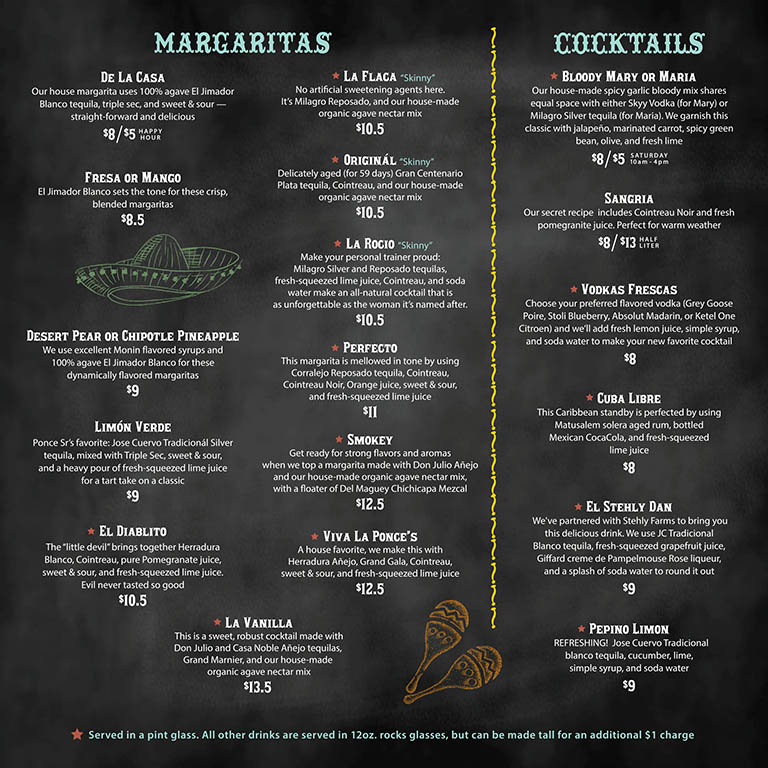 MARGARITAS
DE LA CASA
Our house margarita uses 100% agave El Jimador
Blanco tequila, triple sec, and sweet & sour —
straight-forward and delicious
$8/$5 HAPPY HOUR
FRESA OR MANGO
El Jimador Blanco sets the tone for these crisp,
blended margaritas
$8.5
DESERT PEAR OR CHIPOTLE PINEAPPLE
We use excellent Monin flavored syrups and
100% agave El Jimador Blanco for these
dynamically flavored margaritas
$9
LIMÓN VERDE
Ponce Sr's favorite: Jose Cuervo Tradicionál Silver
tequila, mixed with Triple Sec, sweet & sour,
and a heavy pour of fresh-squeezed lime juice
for a tart take on a classic
$9
★ EL DIABLITO
The "little devil" brings together Herradura
Blanco, Cointreau, pure Pomegranate juice,
sweet & sour, and fresh-squeezed lime juice.
Evil never tasted so good
$10.5
★ LA FLACA "Skinny"
No artificial sweetening agents here.
It's Milagro Reposado, and our house-made
organic agave nectar mix
$10.5
★ ORIGINÁL "Skinny"
Delicately aged (for 59 days) Gran Centenario
Plata tequila, Cointreau, and our house-made
organic agave nectar mix
$10.5
★ LA ROCIO "Skinny"
Make your personal trainer proud:
Milagro Silver and Reposado tequilas,
fresh-squeezed lime juice, Cointreau, and soda
water make an all-natural cocktail that is
as unforgettable as the woman it's named after.
$10.5
★ PERFECTO
This margarita is mellowed in tone by using
Corralejo Reposado tequila, Cointreau,
Cointreau Noir, Orange juice, sweet & sour,
and fresh-squeezed lime juice
$11
★ SMOKEY
Get ready for strong flavors and aromas
when we top a margarita made with Don Julio Añejo
and our house-made organic agave nectar mix,
with a floater of Del Maguey Chichicapa Mezcal
$12.5
★ VIVA LA PONCE'S
A house favorite, we make this with
Herradura Añejo, Grand Gala, Cointreau,
sweet & sour, and fresh-squeezed lime juice
$12.5
★ LA VANILLA
This is a sweet, robust cocktail made with
Don Julio and Casa Noble Añejo tequilas,
Grand Marnier, and our house-made
organic agave nectar mix
$13.5
COCKTAILS
★ BLOODY MARY OR MARIA
Our house-made spicy garlic bloody mix shares
equal space with either Skyy Vodka (for Mary) or
Milagro Silver tequila (for Maria). We garnish this
classic with jalapeño, marinated carrot, spicy green
bean, olive, and fresh lime
$8/$5 SATURDAY 10am - 4pm
SANGRIA
Our secret recipe includes Cointreau Noir and fresh
pomegranite juice. Perfect for warm weather
$8/$13 HALF LITER
★ VODKAS FRESCAS
Choose your preferred flavored vodka (Grey Goose
Poire, Stoli Blueberry, Absolut Madarin, or Ketel One
Citroen) and we'll add fresh lemon juice, simple syrup,
and soda water to make your new favorite cocktail
$8
★ CUBA LIBRE
This Caribbean standby is perfected by using
Matusalem solera aged rum, bottled
Mexican CocaCola, and fresh-squeezed
lime juice
$8
★ EL STEHLY DAN
We've partnered with Stehly Farms to bring you
this delicious drink. We use JC Tradicional
Blanco tequila, fresh-squeezed grapefruit juice,
Giffard creme de Pampelmouse Rose liqueur,
and a splash of soda water to round it out
$9
★ PEPINO LIMON
REFRESHING! Jose Cuervo Tradicional
blanco tequila, cucumber, lime,
simple syrup, and soda water
$9
★ Served in a pint glass. All other drinks are served in 12oz. rocks glasses, but can be made tall for an additional $1 charge